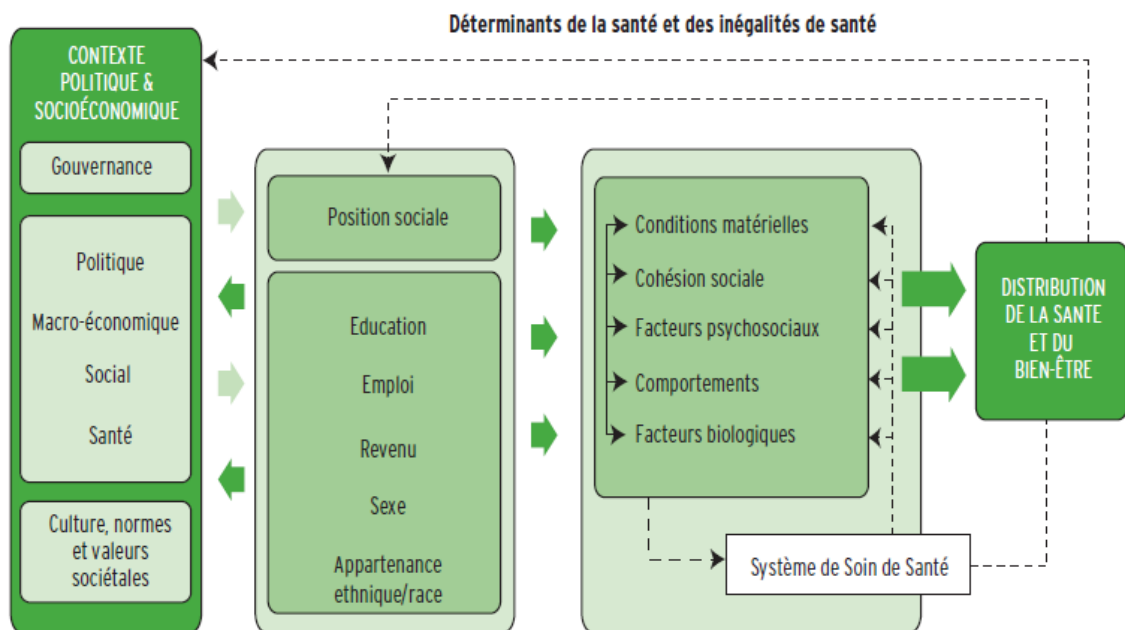 Déterminants de la santé et des inégalités de santé
CONTEXTE
POLITIQUE &
SOCIOÉCONOMIQUE
Gouvernance
Politique
Macro-économique
Social
Santé
Culture, normes
et valeurs
sociétales
Position sociale
Education
Emploi
Revenu
Sexe
Appartenance
ethnique/race
Conditions matérielles
Cohésion sociale
Facteurs psychosociaux
Comportements
Facteurs biologiques
Système de Soin de Santé
DISTRIBUTION
DE LA SANTE
ET DU
BIEN-ÊTRE